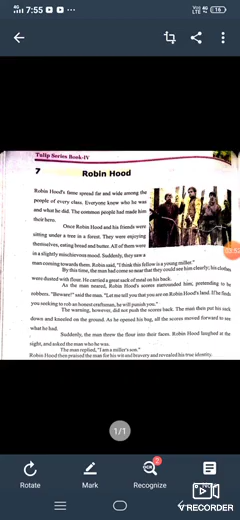 4G 7:55
Vo) LTE 4G 16
Tulip Series Book-IV
7 Robin Hood
Robin Hood's fame spread far and wide among the
people of every class. Everyone knew who he was
and what he did. The common people had made him
their hero.
Once Robin Hood and his friends were
sitting under a tree in a forest. They were enjoying
themselves, eating bread and butter. All of them were
in a slightly mischievous mood. Suddenly, they saw a
man coming towards them. Robin said, "I think this fellow is a young miller."
By this time, the man had come so near that they could see him clearly; his clothes
were dusted with flour. He carried a great sack of meal on his back.
As the man neared, Robin's scores surrounded him; pretending to be
robbers. "Beware!" said the man. "Let me tell you that you are on Robin Hood's land. If he finds
you seeking to rob an honest craftsman, he will punish you."
The warning, however, did not push the scores back. The man then put his sack
down and kneeled on the ground. As he opened his bag, all the scores moved forward to see
what he had.
Suddenly, the man threw the flour into their faces. Robin Hood laughed at the
sight, and asked the man who he was.
The man replied, "I am a miller's son."
Robin Hood then praised the man for his wit and bravery and revealed his true identity.
1/1
Rotate
Mark
Recognize
V RECORDER